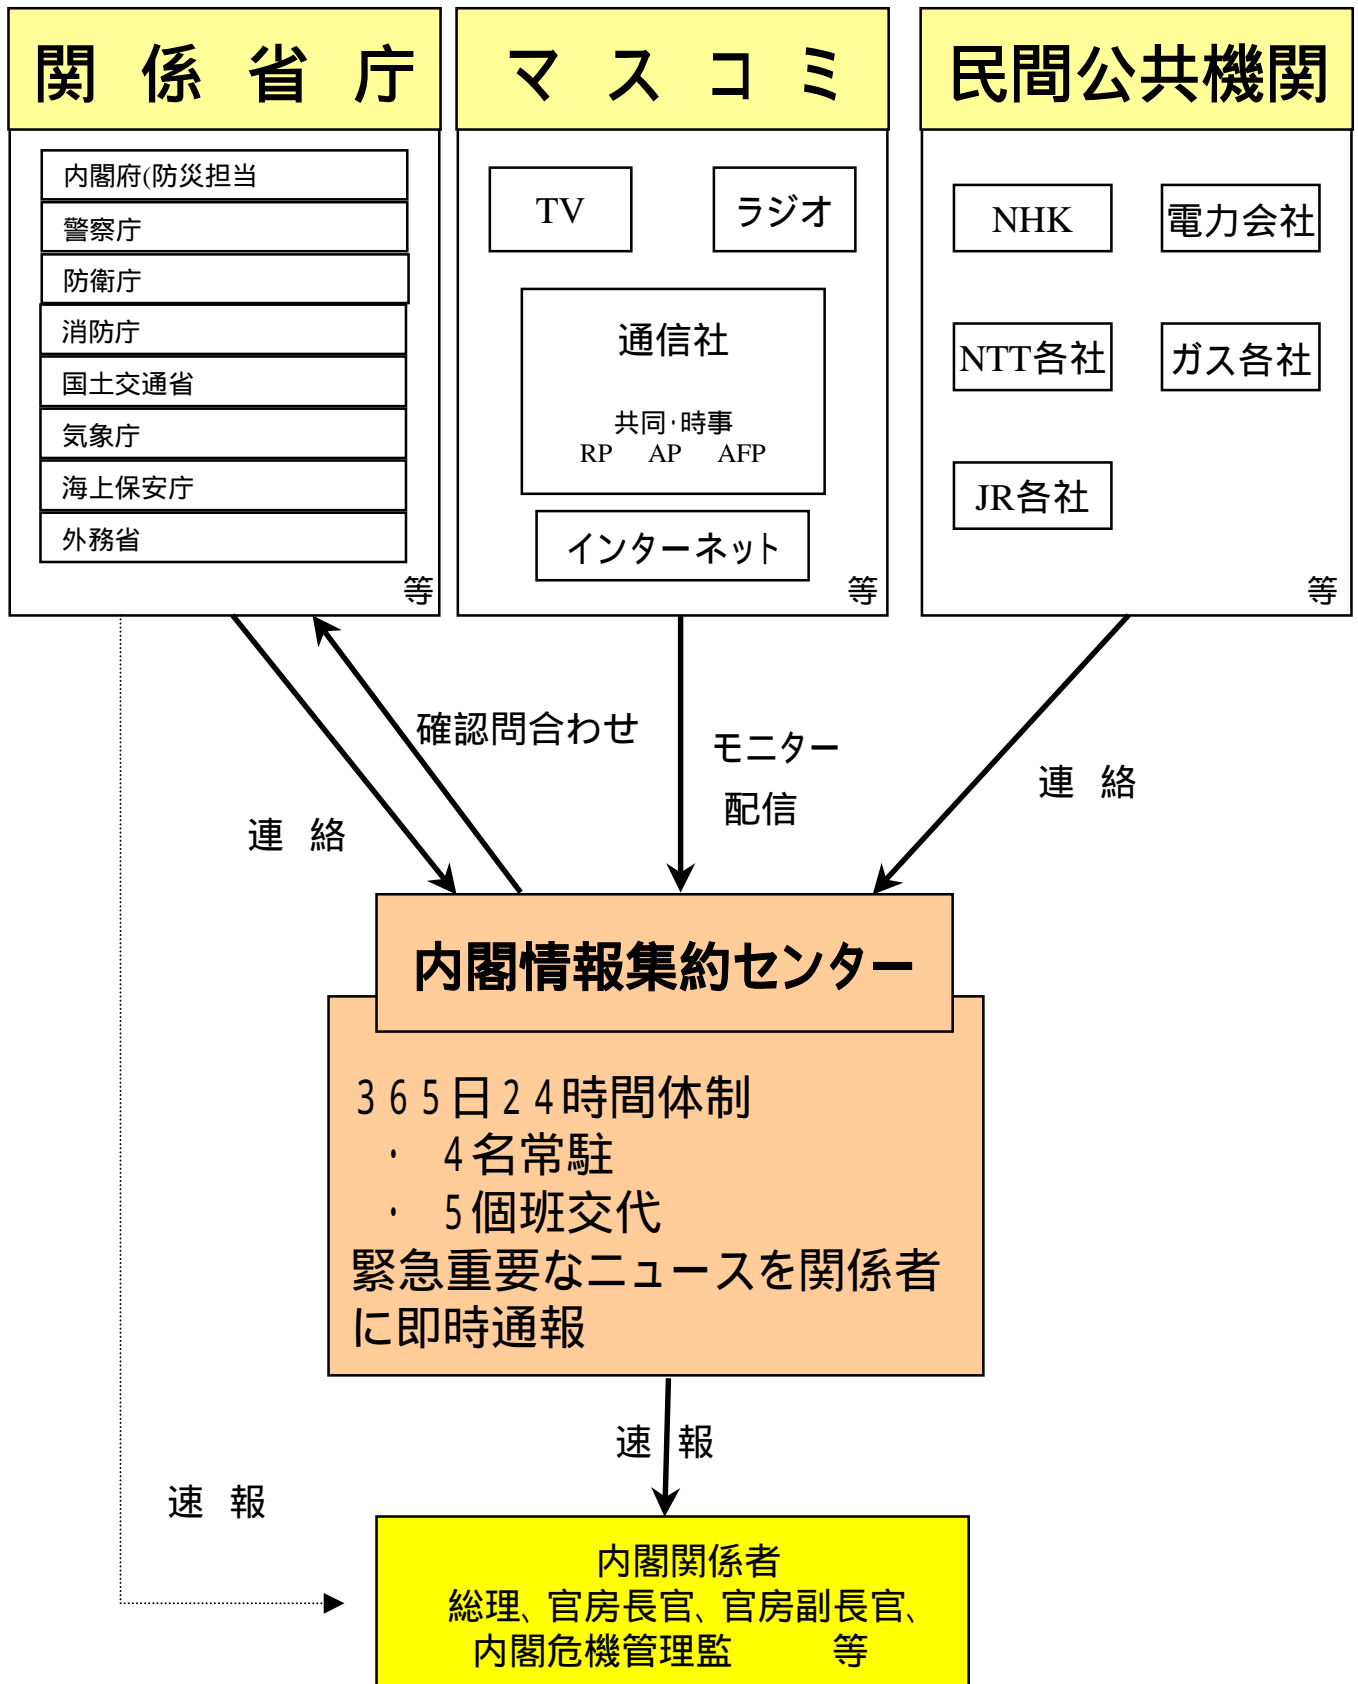 関係省庁
内閣府(防災担当
警察庁
防衛庁
消防庁
国土交通省
気象庁
海上保安庁
外務省
等
マスコミ
TV
ラジオ
通信社
共同･時事
RP AP AFP
インターネット
等
民間公共機関
NHK
電力会社
NTT各社
ガス各社
JR各社
等
確認問合わせ
連 絡
モニター
配信
連 絡
内閣情報集約センター
３６５日２４時間体制
・ ４名常駐
・ ５個班交代
緊急重要なニュースを関係者
に即時通報
速 報
速 報
内閣関係者
総理、官房長官、官房副長官、
内閣危機管理監 等